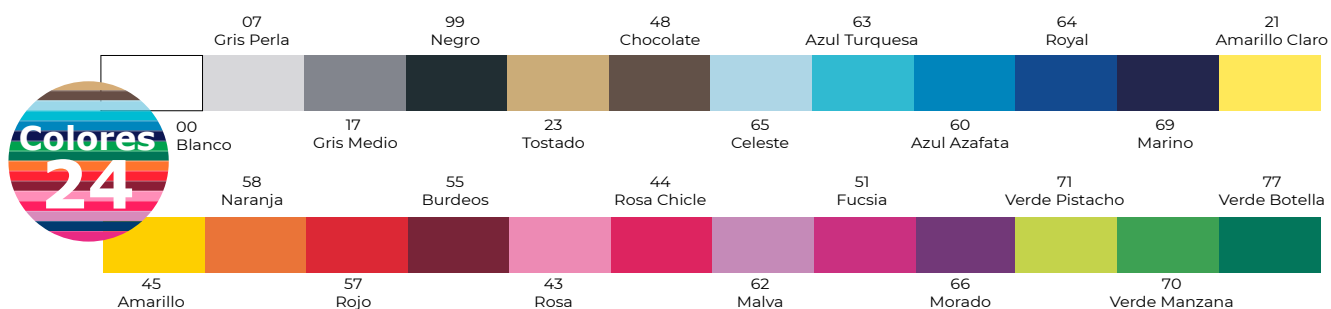 07
Gris Perla
99
Negro
48
Chocolate
63
Azul Turquesa
64
Royal
21
Amarillo Claro
Colores
24
00
Blanco
17
Gris Medio
23
Tostado
65
Celeste
60
Azul Azafata
69
Marino
58
Naranja
55
Burdeos
44
Rosa Chicle
51
Fucsia
71
Verde Pistacho
77
Verde Botella
45
Amarillo
57
Rojo
43
Rosa
62
Malva
66
Morado
70
Verde Manzana